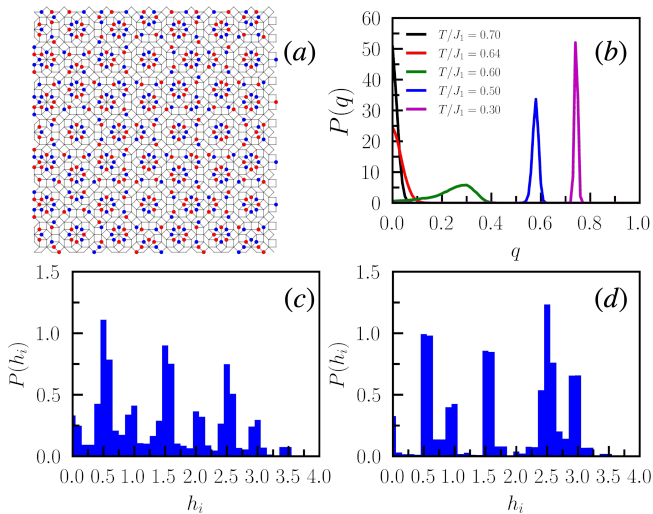 (a)
(b)
P(q)
60
50
40
30
20
10
0
T/J₁ = 0.70
T/J₁ = 0.64
T/J₁ = 0.60
T/J₁ = 0.50
T/J₁ = 0.30
0.0 0.2 0.4 0.6 0.8 1.0
q
(c)
P(hᵢ)
1.5
1.0
0.5
0.0
0.0 0.5 1.0 1.5 2.0 2.5 3.0 3.5 4.0
hᵢ
(d)
P(hᵢ)
1.5
1.0
0.5
0.0
0.0 0.5 1.0 1.5 2.0 2.5 3.0 3.5 4.0
hᵢ